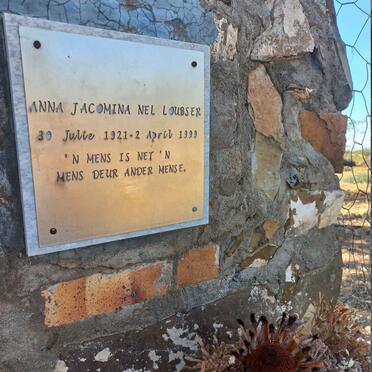 ANNA JACOMINA NEL LOUBSER
30 Julie 1921-2 April 1999
'N MENS IS NET 'N
MENS DEUR ANDER MENSE.